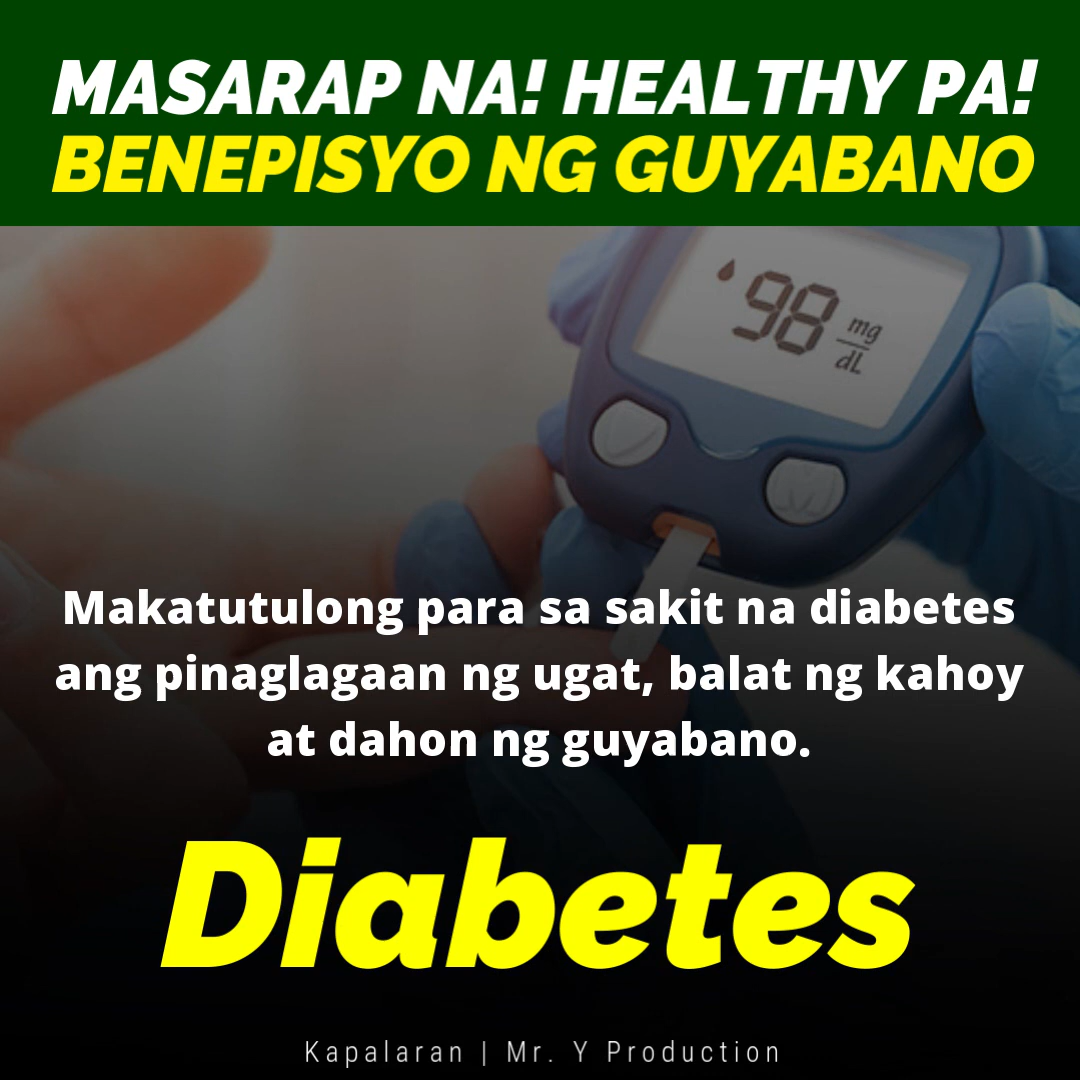 MASARAP NA! HEALTHY PA!
BENEPISYO NG GUYABANO
98 mg/dL
Makatutulong para sa sakit na diabetes
ang pinaglagaan ng ugat, balat ng kahoy
at dahon ng guyabano.
Diabetes
Kapalaran | Mr. Y Production